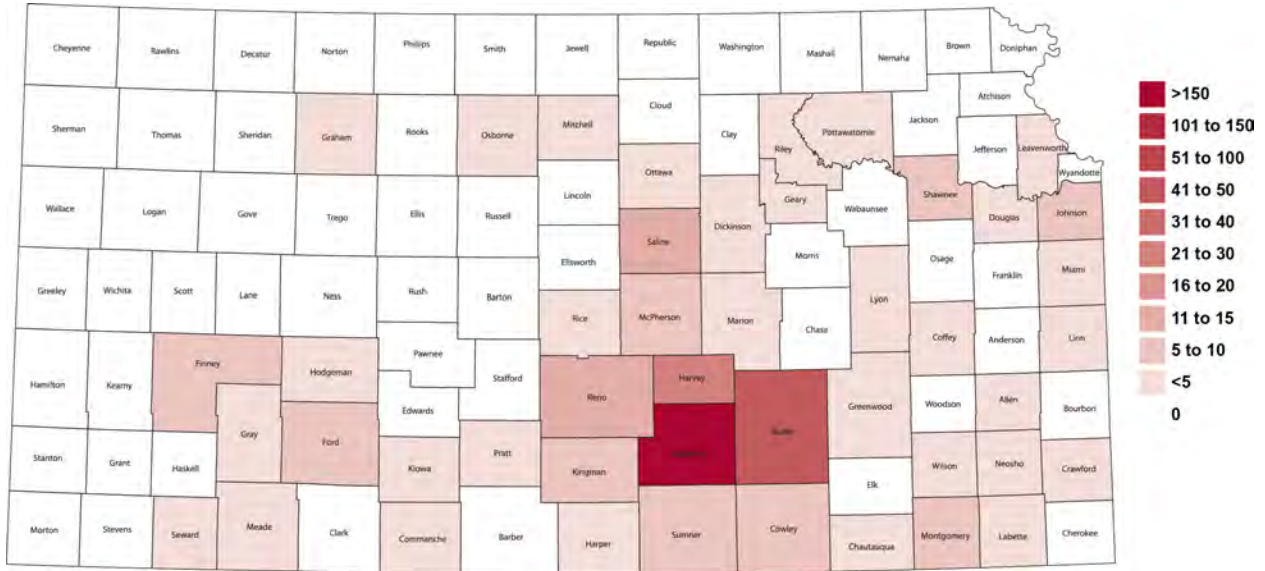 Cheyenne
Rawlins
Decatur
Norton
Phillips
Smith
Jewell
Republic
Washington
Mashall
Nemaha
Brown
Doniphan
Sherman
Thomas
Sheridan
Graham
Rooks
Osborne
Mitchell
Cloud
Clay
Riley
Pottawatomie
Jackson
Atchison
Jefferson
Leavenworth
Wyandotte
Wallace
Logan
Gove
Trego
Ellis
Russell
Lincoln
Ottawa
Saline
Dickinson
Geary
Wabaunsee
Shawnee
Douglas
Johnson
Greeley
Wichita
Scott
Lane
Ness
Rush
Barton
Ellsworth
Rice
McPherson
Marion
Morris
Chase
Lyon
Osage
Franklin
Miami
Hamilton
Kearny
Finney
Hodgeman
Pawnee
Edwards
Stafford
Reno
Harvey
Butler
Greenwood
Coffey
Anderson
Linn
Woodson
Allen
Bourbon
Stanton
Grant
Haskell
Gray
Ford
Kiowa
Pratt
Kingman
Elk
Wilson
Neosho
Crawford
Morton
Stevens
Seward
Meade
Clark
Commanche
Barber
Harper
Sumner
Cowley
Chautauqua
Montgomery
Labette
Cherokee
>150
101 to 150
51 to 100
41 to 50
31 to 40
21 to 30
16 to 20
11 to 15
5 to 10
<5
0